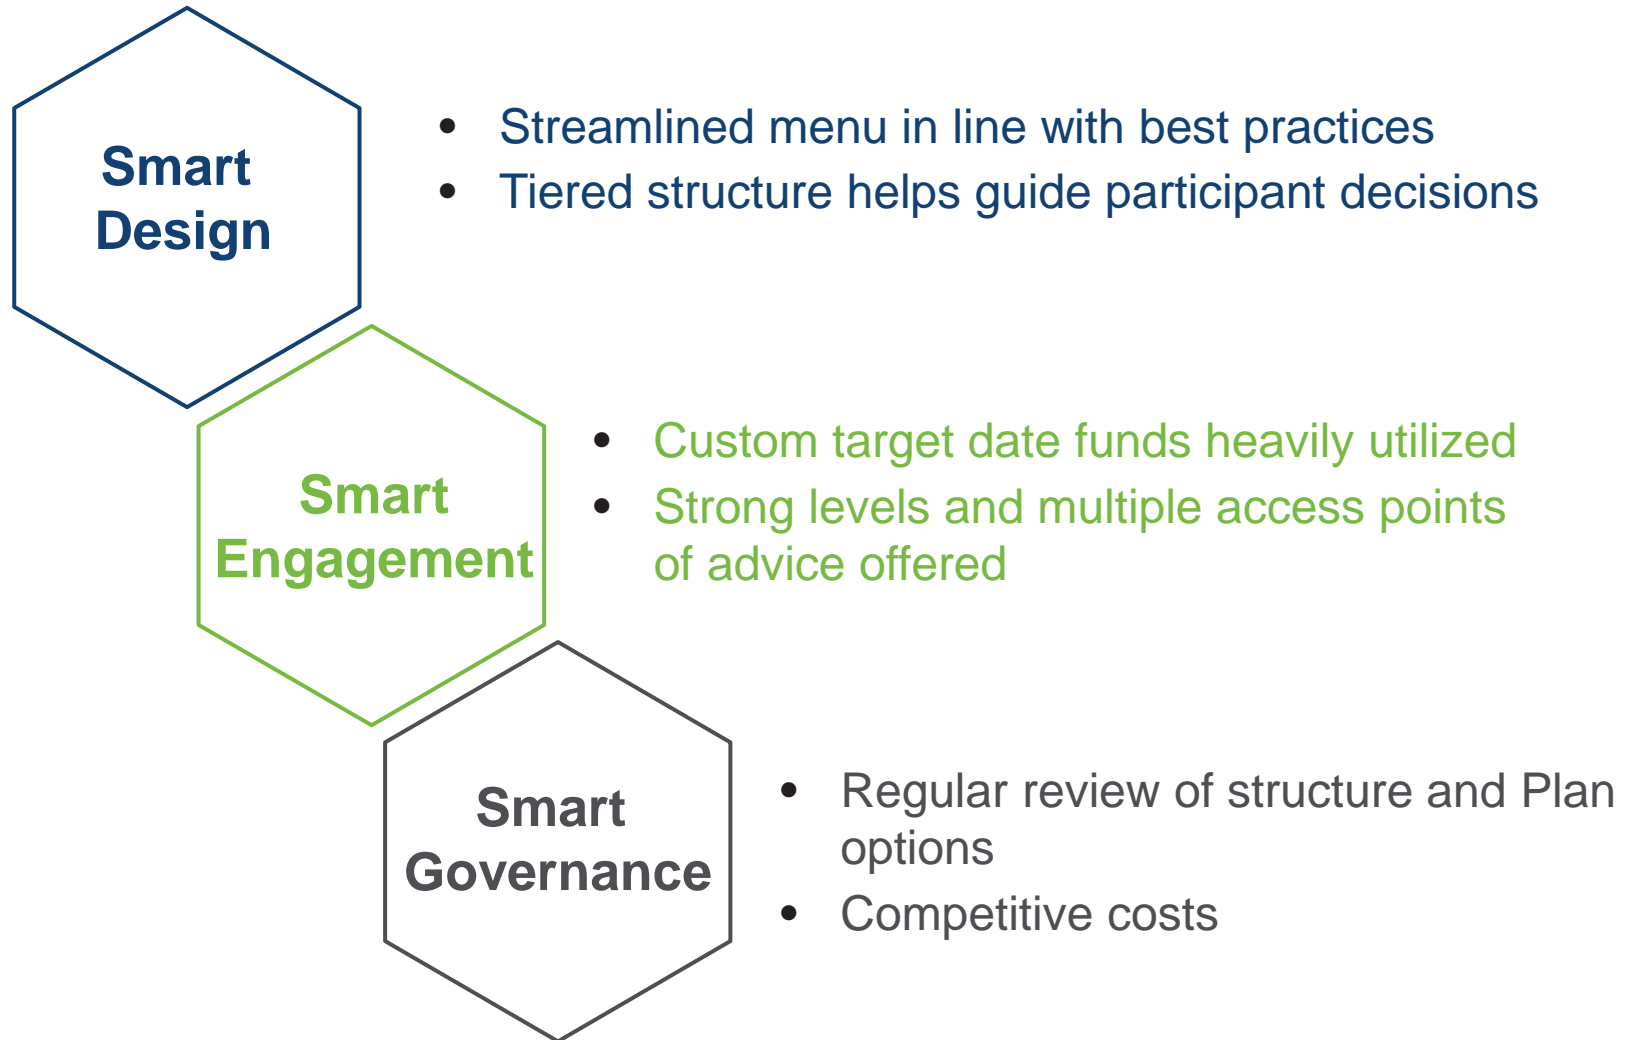 Smart
Design
• Streamlined menu in line with best practices
• Tiered structure helps guide participant decisions
Smart
Engagement
• Custom target date funds heavily utilized
• Strong levels and multiple access points
of advice offered
Smart
Governance
• Regular review of structure and Plan
options
• Competitive costs